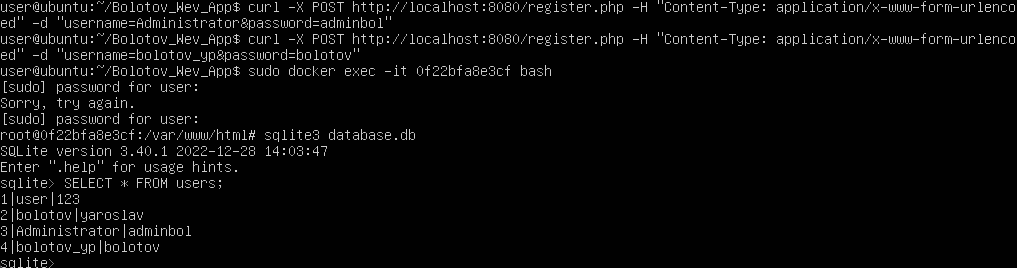 user@ubuntu:~/Bolotov_Wev_App$ curl -X POST http://localhost:8080/register.php -H "Content-Type: application/x-www-form-urlenco
ed" -d "username=Administrator&password=adminbol"
user@ubuntu:~/Bolotov_Wev_App$ curl -X POST http://localhost:8080/register.php -H "Content-Type: application/x-www-form-urlenco
ed" -d "username=bolotov_yp&password=bolotov"
user@ubuntu:~/Bolotov_Wev_App$ sudo docker exec -it 0f22bfa8e3cf bash
[sudo] password for user:
Sorry, try again.
[sudo] password for user:
root@0f22bfa8e3cf:/var/www/html# sqlite3 database.db
SQLite version 3.40.1 2022-12-28 14:03:47
Enter ".help" for usage hints.
sqlite> SELECT * FROM users;
1|user|123
2|bolotov|yaroslav
3|Administrator|adminbol
4|bolotov_yp|bolotov
sqlite>